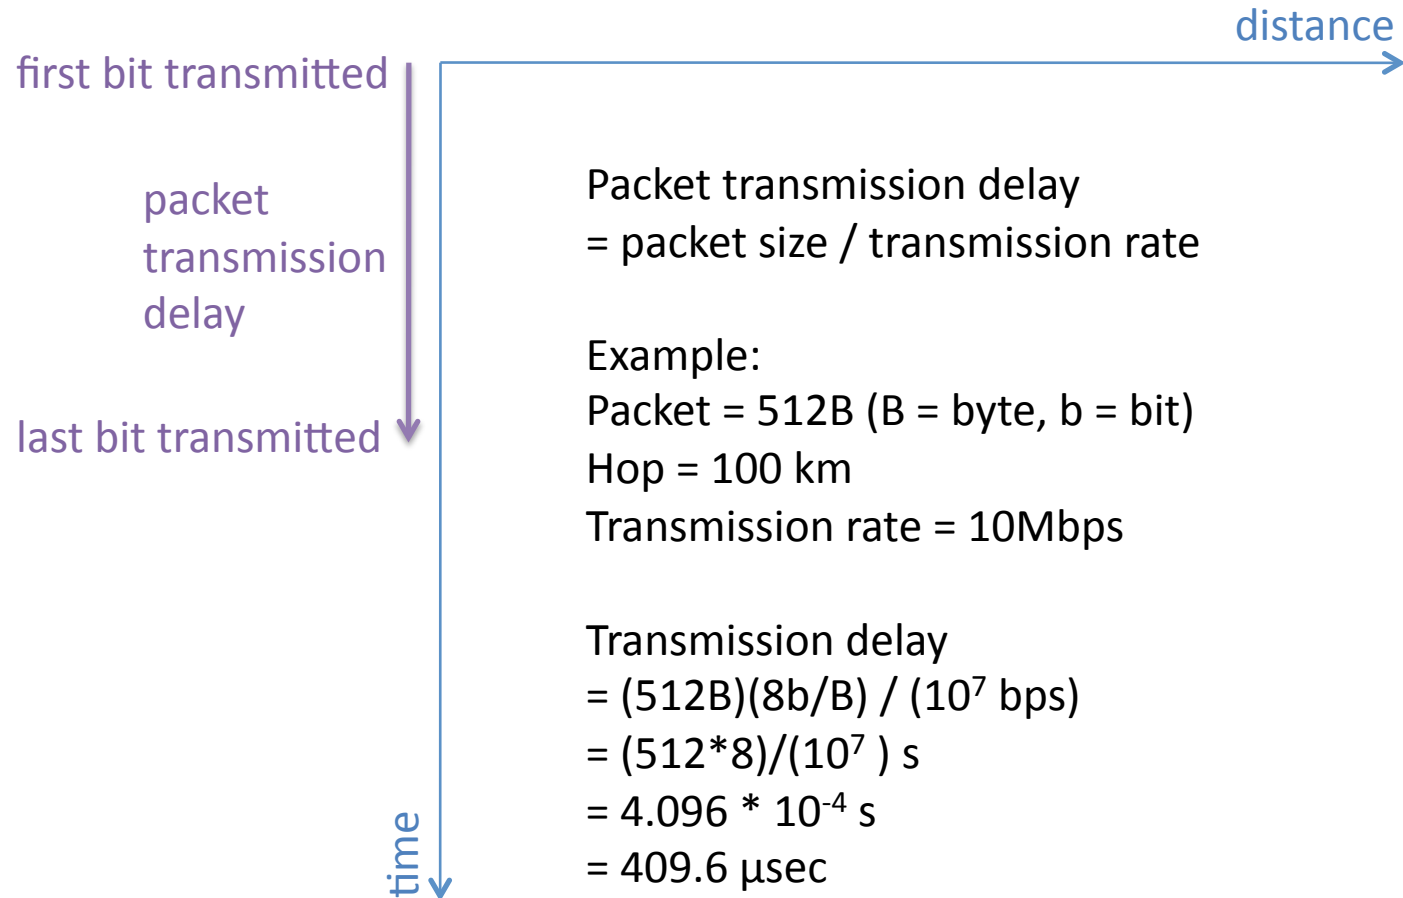 distance
first bit transmitted
packet
transmission
delay
last bit transmitted
time
Packet transmission delay
= packet size / transmission rate
Example:
Packet = 512B (B = byte, b = bit)
Hop = 100 km
Transmission rate = 10Mbps
Transmission delay
= (512B)(8b/B) / (10⁷ bps)
= (512*8)/(10⁷ ) s
= 4.096 * 10⁻⁴ s
= 409.6 µsec